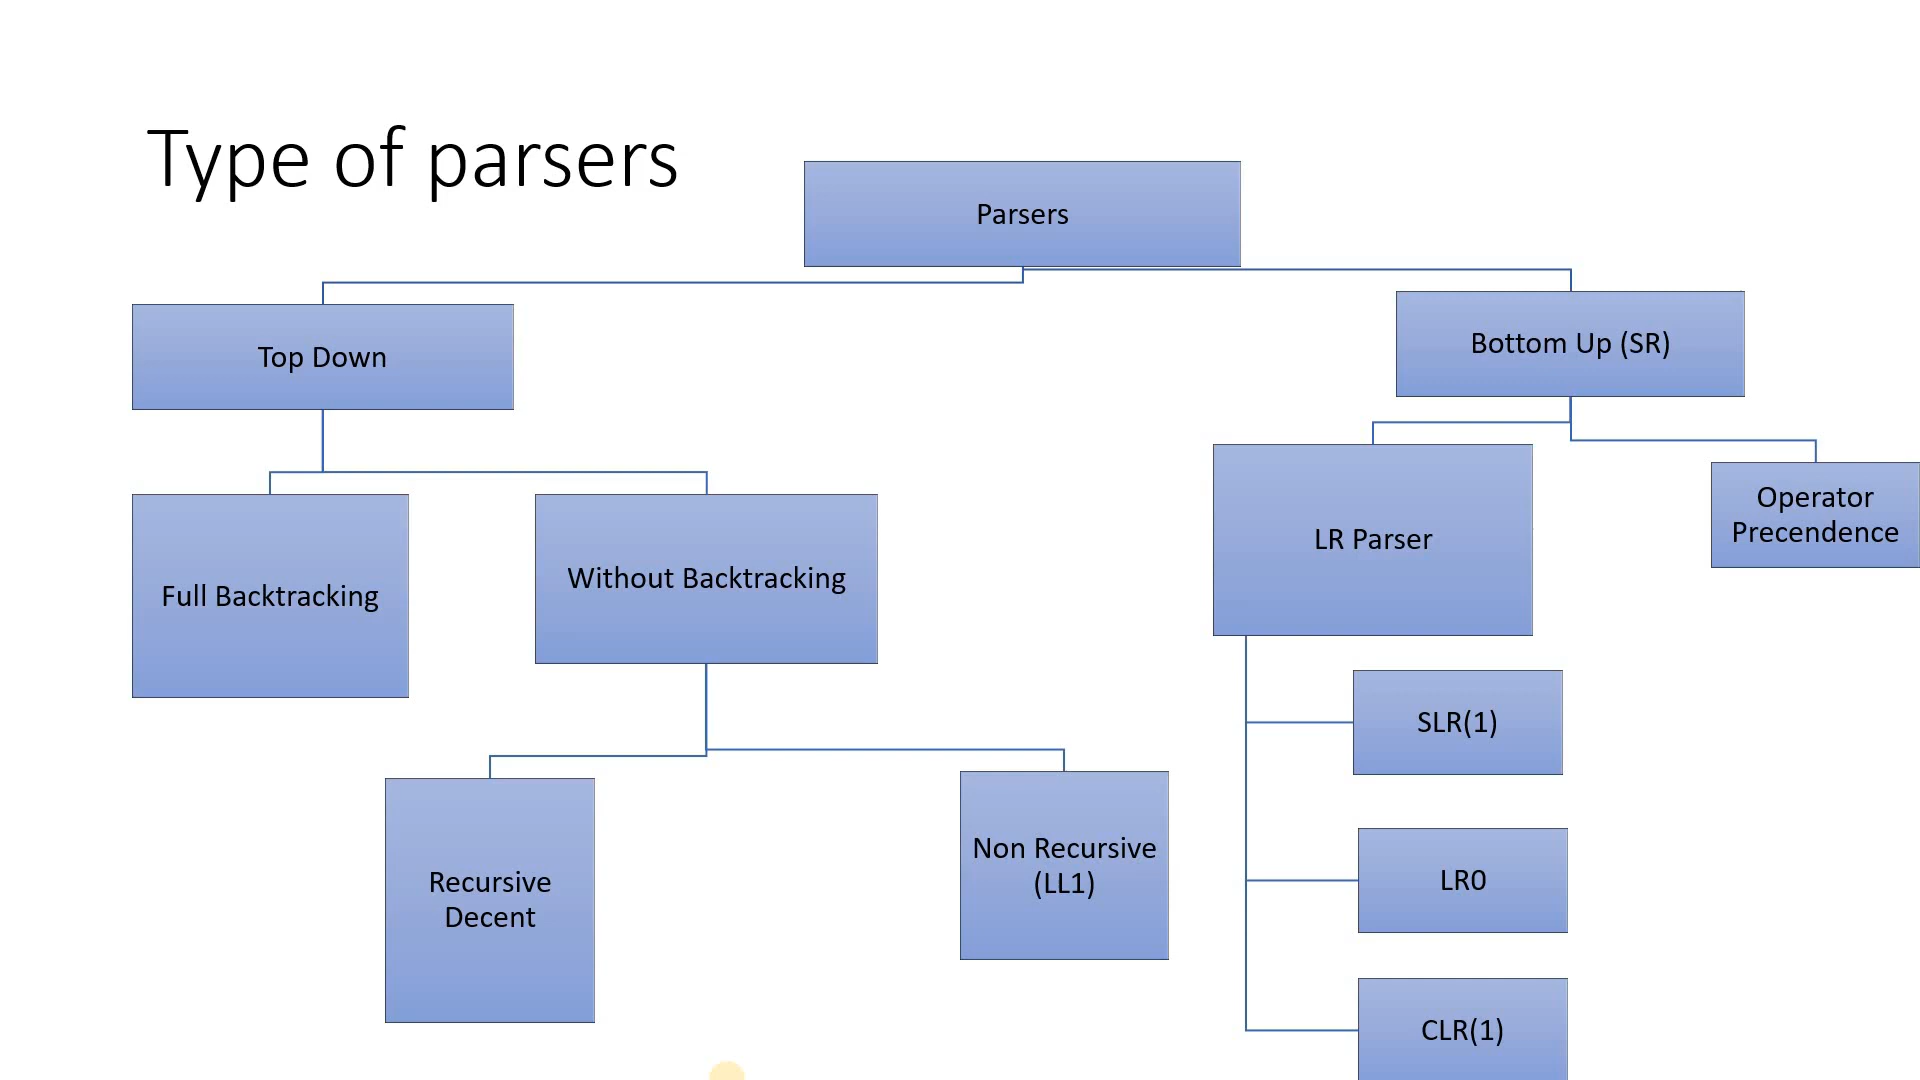 Type of parsers
Parsers
Top Down
Bottom Up (SR)
Full Backtracking
Without Backtracking
LR Parser
Operator
Precendence
Recursive
Decent
Non Recursive
(LL1)
SLR(1)
LR0
CLR(1)